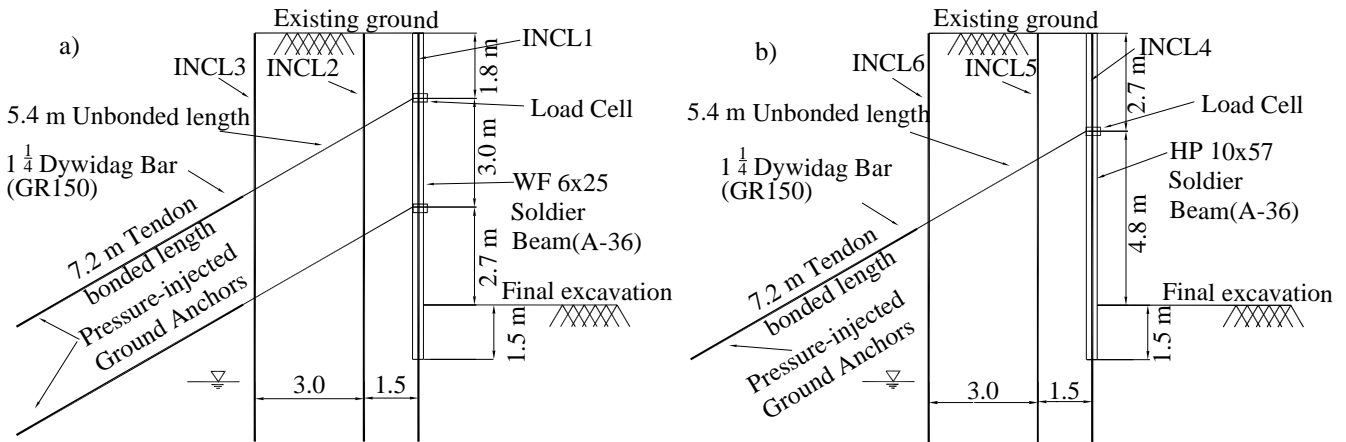 a)
Existing ground
INCL1
INCL3
INCL2
1.8 m
5.4 m Unbonded length
Load Cell
1 1/4 Dywidag Bar
(GR150)
3.0 m
WF 6x25
Soldier
Beam(A-36)
7.2 m Tendon
bonded length
Pressure-injected
Ground Anchors
2.7 m
Final excavation
1.5 m
3.0
1.5
b)
Existing ground
INCL4
INCL6
INCL5
2.7 m
5.4 m Unbonded length
Load Cell
1 1/4 Dywidag Bar
(GR150)
HP 10x57
Soldier
Beam(A-36)
4.8 m
7.2 m Tendon
bonded length
Pressure-injected
Ground Anchors
Final excavation
1.5 m
3.0
1.5